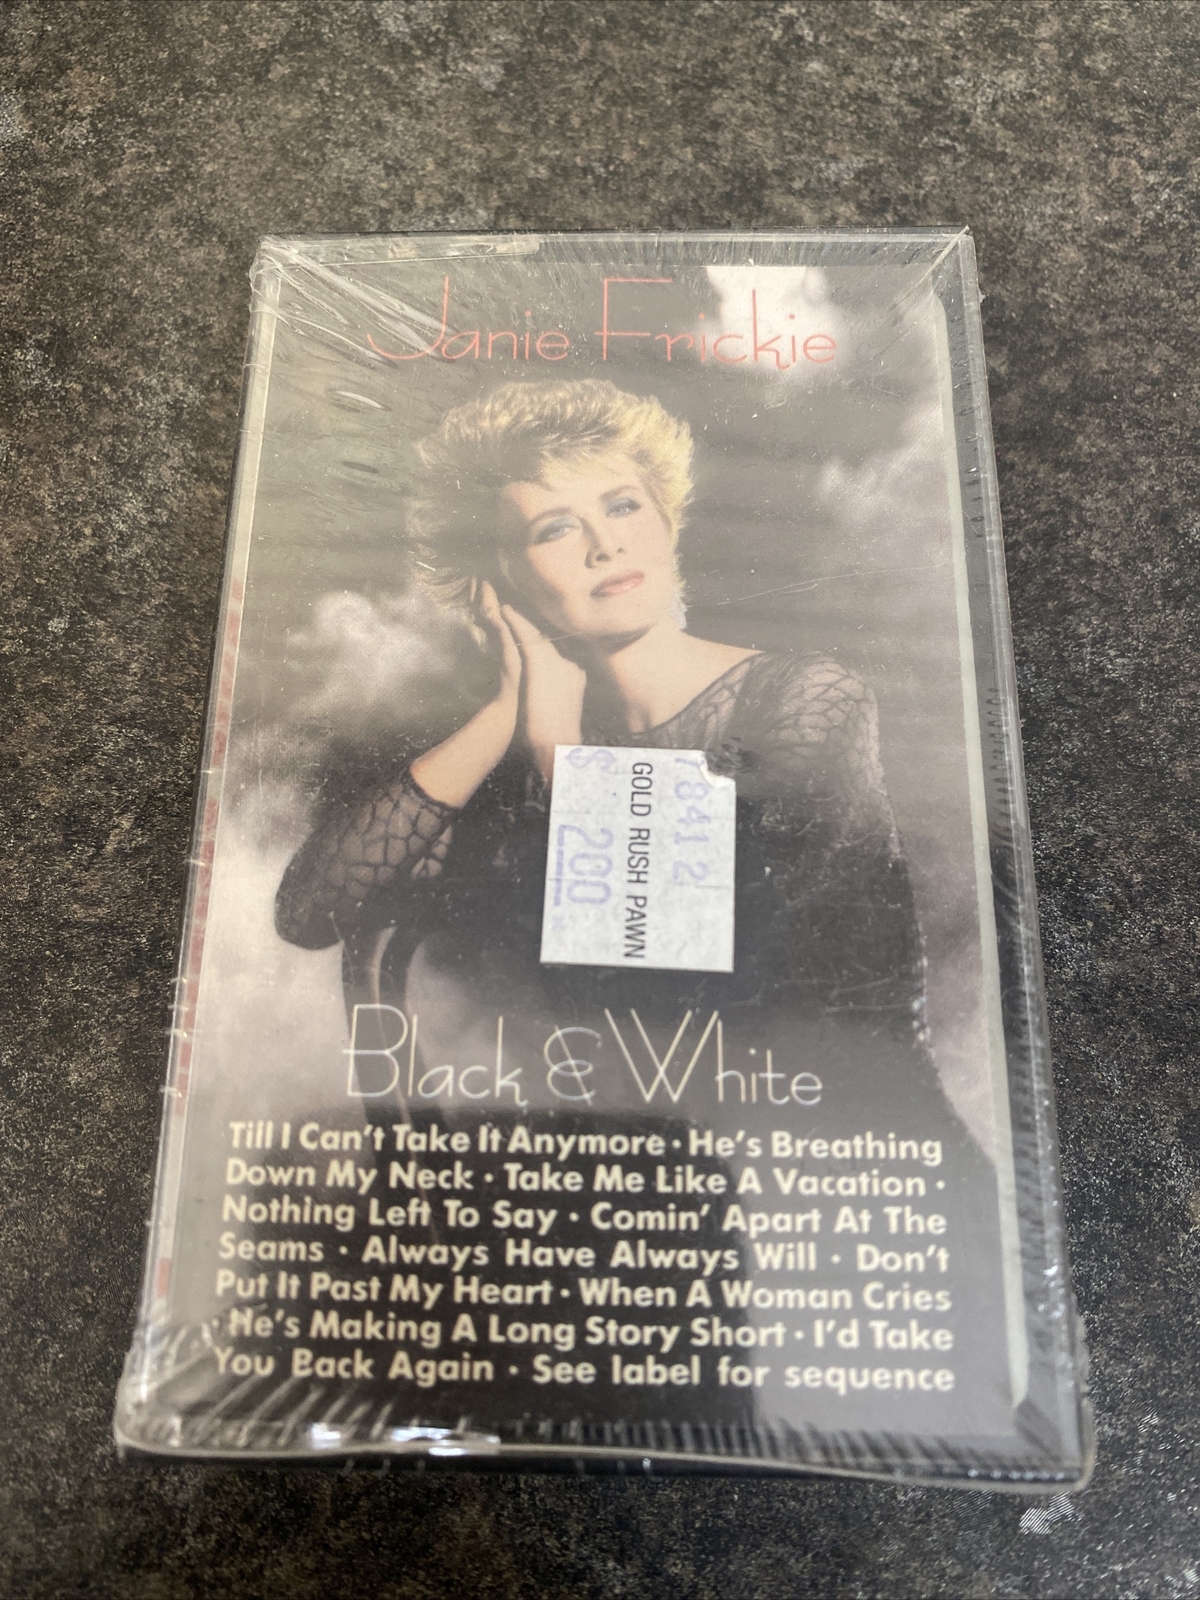 Janie Frickie
78412
GOLD RUSH PAWN
$ 2.00
Black & White
Till I Can't Take It Anymore • He's Breathing
Down My Neck • Take Me Like A Vacation •
Nothing Left To Say • Comin' Apart At The
Seams • Always Have Always Will • Don't
Put It Past My Heart • When A Woman Cries
• He's Making A Long Story Short • I'd Take
You Back Again • See label for sequence